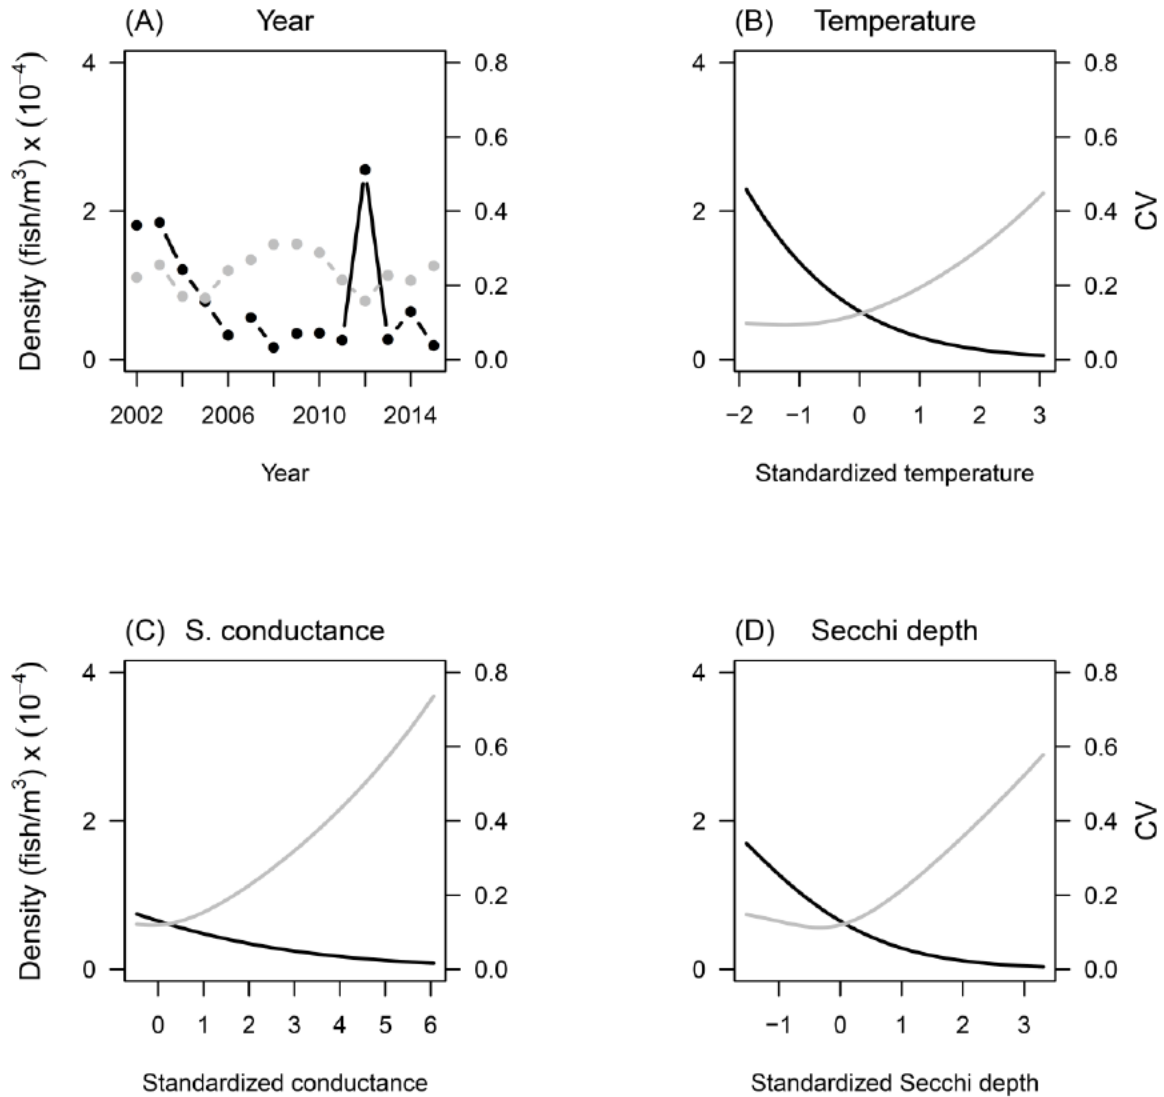 (A) Year
Density (fish/m³) x (10⁻⁴)
4
2
0
0.8
0.6
0.4
0.2
0.0
2002 2006 2010 2014
Year
(B) Temperature
4
2
0
0.8
0.6
0.4
0.2
0.0
CV
−2 −1 0 1 2 3
Standardized temperature
(C) S. conductance
Density (fish/m³) x (10⁻⁴)
4
2
0
0.8
0.6
0.4
0.2
0.0
0 1 2 3 4 5 6
Standardized conductance
(D) Secchi depth
4
2
0
0.8
0.6
0.4
0.2
0.0
CV
−1 0 1 2 3
Standardized Secchi depth